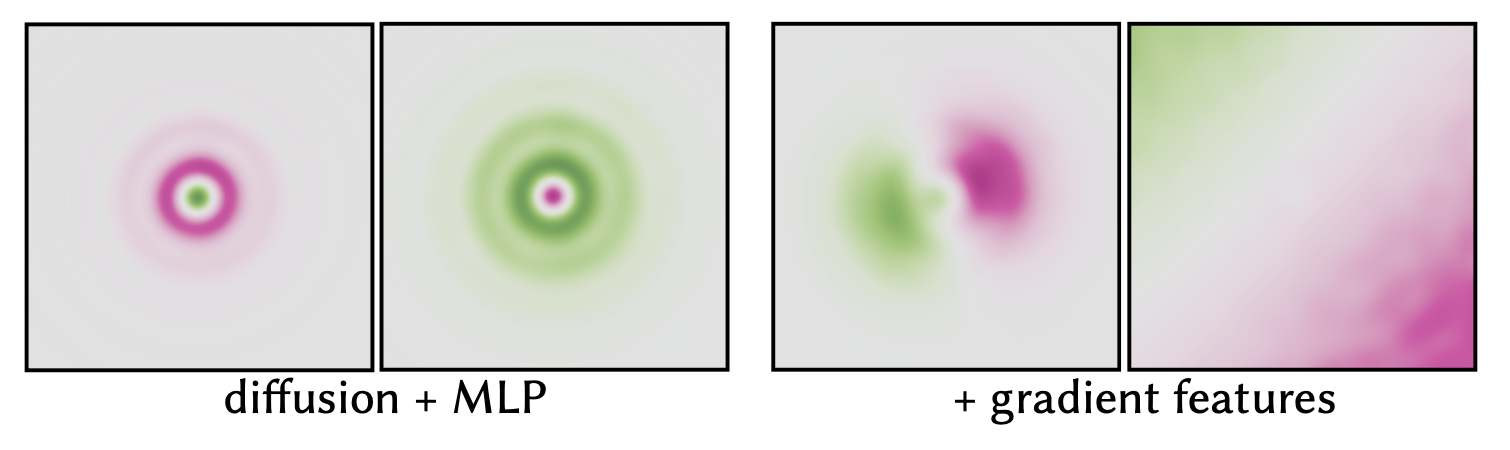 diffusion + MLP
+ gradient features